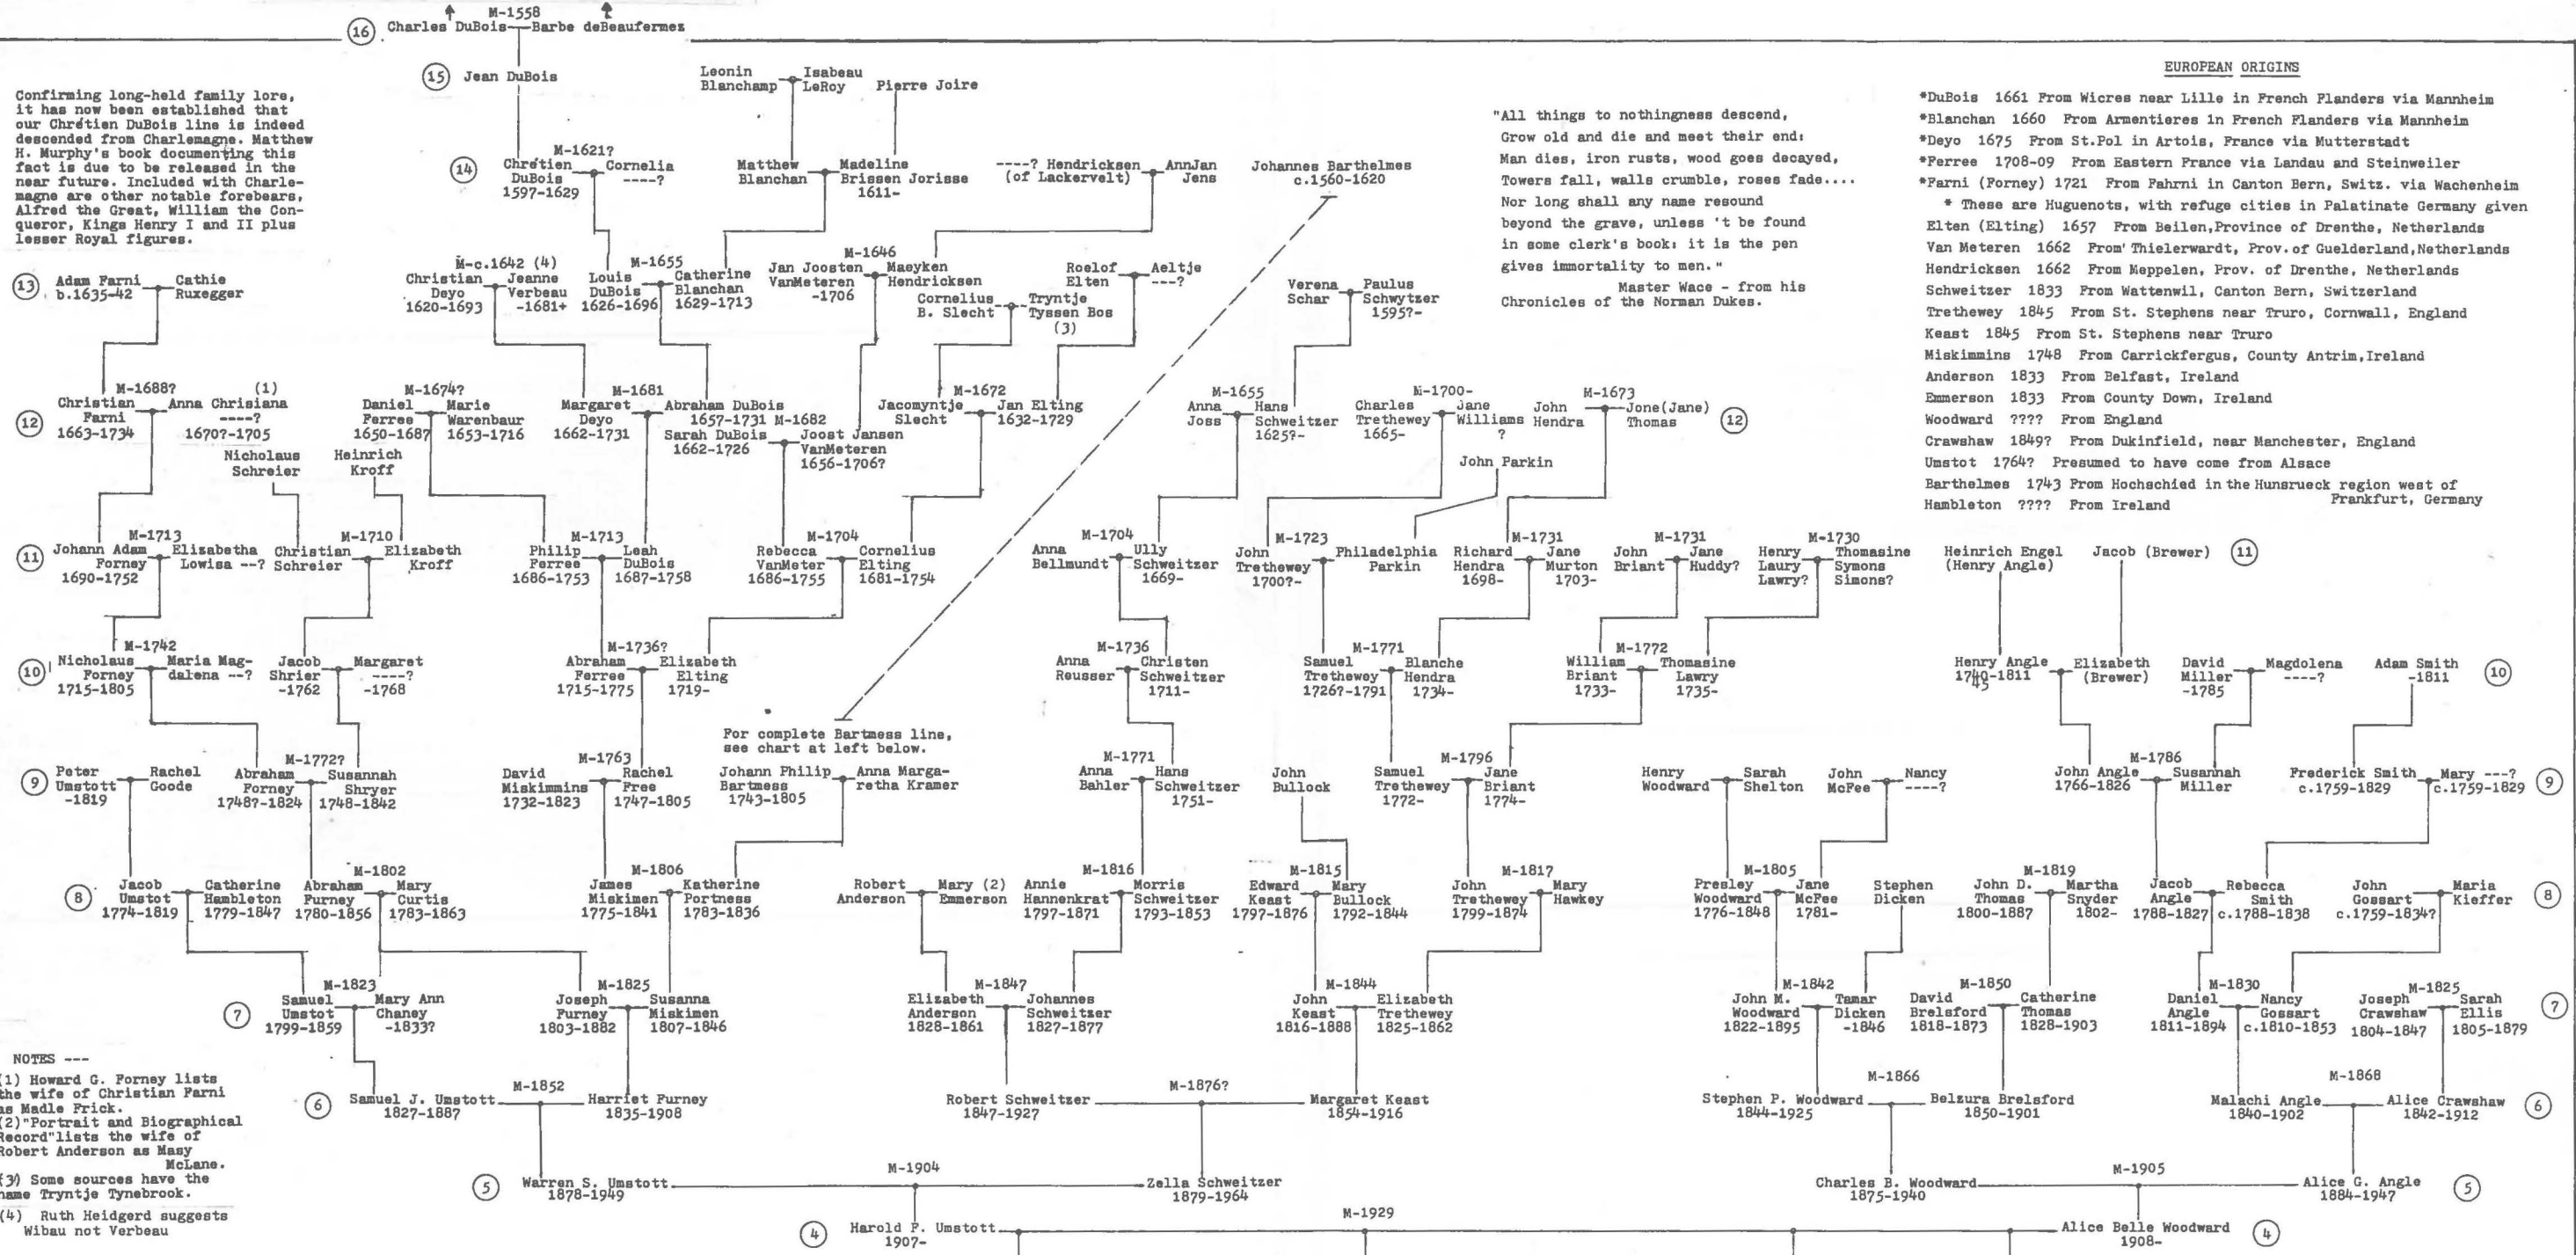 M-1558
(16) Charles DuBois Barbe deBeaufermez
(15) Jean DuBois
Leonin Blanchamp
Isabeau LeRoy
Pierre Joire
Confirming long-held family lore,
it has now been established that
our Chrétien DuBois line is indeed
descended from Charlemagne. Matthew
H. Murphy's book documenting this
fact is due to be released in the
near future. Included with Charle-
magne are other notable forebears,
Alfred the Great, William the Con-
queror, Kings Henry I and II plus
lesser Royal figures.
(14)
M-1621?
Chrétien DuBois 1597-1629
Cornelia ----?
Matthew Blanchan
Madeline Brissen Jorisse 1611-
----? Hendricksen (of Lackervelt)
AnnJan Jens
Johannes Barthelmes
c.1560-1620
"All things to nothingness descend,
Grow old and die and meet their end;
Man dies, iron rusts, wood goes decayed,
Towers fall, walls crumble, roses fade....
Nor long shall any name resound
beyond the grave, unless 't be found
in some clerk's book; it is the pen
gives immortality to men."
Master Wace - from his
Chronicles of the Norman Dukes.
EUROPEAN ORIGINS
*DuBois 1661 From Wicres near Lille in French Flanders via Mannheim
*Blanchan 1660 From Armentieres in French Flanders via Mannheim
*Deyo 1675 From St.Pol in Artois, France via Mutterstadt
*Ferree 1708-09 From Eastern France via Landau and Steinweiler
*Farni (Forney) 1721 From Fahrni in Canton Bern, Switz. via Wachenheim
* These are Huguenots, with refuge cities in Palatinate Germany given
Elten (Elting) 1657 From Beilen,Province of Drenthe, Netherlands
Van Meteren 1662 From Thielerwardt, Prov. of Guelderland,Netherlands
Hendricksen 1662 From Meppelen, Prov. of Drenthe, Netherlands
Schweitzer 1833 From Wattenwil, Canton Bern, Switzerland
Trethewey 1845 From St. Stephens near Truro, Cornwall, England
Keast 1845 From St. Stephens near Truro
Miskimmins 1748 From Carrickfergus, County Antrim,Ireland
Anderson 1833 From Belfast, Ireland
Emmerson 1833 From County Down, Ireland
Woodward ???? From England
Crawshaw 1849? From Dukinfield, near Manchester, England
Umstot 1764? Presumed to have come from Alsace
Barthelmes 1743 From Hochschied in the Hunsrueck region west of
Frankfurt, Germany
Hambleton ???? From Ireland
(13)
Adam Farni b.1635-42
Cathie Ruxegger
M-c.1642 (4)
Christian Deyo 1620-1693
Jeanne Verbeau -1681+
M-1655
Louis DuBois 1626-1696
Catherine Blanchan 1629-1713
M-1646
Jan Joosten VanMeteren -1706
Maeyken Hendricksen
Cornelius B. Slecht
Tryntje Tyssen Bos (3)
Roelof Elten
Aeltje ---?
Verena Schar
Paulus Schwytzer 1595?-
(12)
M-1688?
Christian Farni 1663-1734
(1)
Anna Chrisiana ----? 1670?-1705
M-1674?
Daniel Ferree 1650-1687
Marie Warenbaur 1653-1716
M-1681
Margaret Deyo 1662-1731
Abraham DuBois 1657-1731
M-1682
Sarah DuBois 1662-1726
Joost Jansen VanMeteren 1656-1706?
M-1672
Jacomyntje Slecht
Jan Elting 1632-1729
M-1655
Anna Joss
Hans Schweitzer 1625?-
M-1700-
Charles Trethewey 1665-
Jane Williams ?
M-1673
John Hendra
Jone(Jane) Thomas
(12)
Nicholaus Schreier
Heinrich Kroff
John Parkin
(11)
M-1713
Johann Adam Forney 1690-1752
Elizabetha Lowisa --?
M-1710
Christian Schreier
Elizabeth Kroff
M-1713
Philip Ferree 1686-1753
Leah DuBois 1687-1758
M-1704
Rebecca VanMeter 1686-1755
Cornelius Elting 1681-1754
M-1704
Anna Bellmundt
Ully Schweitzer 1669-
M-1723
John Trethewey 1700?-
Philadelphia Parkin
M-1731
Richard Hendra 1698-
Jane Murton 1703-
M-1731
John Briant
Jane Huddy?
M-1730
Henry Laury Lawry?
Thomasine Symons Simons?
Heinrich Engel (Henry Angle)
Jacob (Brewer)
(11)
(10)
M-1742
Nicholaus Forney 1715-1805
Maria Mag- dalena --?
Jacob Shrier -1762
Margaret ----? -1768
M-1736?
Abraham Ferree 1715-1775
Elizabeth Elting 1719-
M-1736
Anna Reusser
Christen Schweitzer 1711-
M-1771
Samuel Trethewey 1726?-1791
Blanche Hendra 1734-
M-1772
William Briant 1733-
Thomasine Lawry 1735-
Henry Angle 1740-1811
45
Elizabeth (Brewer)
David Miller -1785
Magdolena ----?
Adam Smith -1811
(10)
For complete Bartmess line,
see chart at left below.
(9)
Peter Umstott -1819
Rachel Goode
M-1772?
Abraham Forney 1748?-1824
Susannah Shryer 1748-1842
M-1763
David Miskimmins 1732-1823
Rachel Free 1747-1805
Johann Philip Bartmess 1743-1805
Anna Marga- retha Kramer
M-1771
Anna Bahler
Hans Schweitzer 1751-
John Bullock
M-1796
Samuel Trethewey 1772-
Jane Briant 1774-
Henry Woodward
Sarah Shelton
John McFee
Nancy ----?
M-1786
John Angle 1766-1826
Susannah Miller
Frederick Smith c.1759-1829
Mary ---? c.1759-1829
(9)
(8)
Jacob Umstot 1774-1819
Catherine Hambleton 1779-1847
M-1802
Abraham Furney 1780-1856
Mary Curtis 1783-1863
M-1806
James Miskimen 1775-1841
Katherine Portness 1783-1836
Robert Anderson
Mary (2) Emmerson
M-1816
Annie Hannenkrat 1797-1871
Morris Schweitzer 1793-1853
M-1815
Edward Keast 1797-1876
Mary Bullock 1792-1844
M-1817
John Trethewey 1799-1874
Mary Hawkey
M-1805
Presley Woodward 1776-1848
Jane McFee 1781-
Stephen Dicken
M-1819
John D. Thomas 1800-1887
Martha Snyder 1802-
Jacob Angle 1788-1827
Rebecca Smith c.1788-1838
John Gossart c.1759-1834?
Maria Kieffer
(8)
(7)
M-1823
Samuel Umstot 1799-1859
Mary Ann Chaney -1833?
M-1825
Joseph Furney 1803-1882
Susanna Miskimen 1807-1846
M-1847
Elizabeth Anderson 1828-1861
Johannes Schweitzer 1827-1877
M-1844
John Keast 1816-1888
Elizabeth Trethewey 1825-1862
M-1842
John M. Woodward 1822-1895
Tamar Dicken -1846
M-1850
David Brelsford 1818-1873
Catherine Thomas 1828-1903
M-1830
Daniel Angle 1811-1894
Nancy Gossart c.1810-1853
M-1825
Joseph Crawshaw 1804-1847
Sarah Ellis 1805-1879
(7)
NOTES ---
(1) Howard G. Forney lists
the wife of Christian Farni
as Madle Frick.
(2)"Portrait and Biographical
Record"lists the wife of
Robert Anderson as Masy
McLane.
(3) Some sources have the
name Tryntje Tynebrook.
(4) Ruth Heidgerd suggests
Wibau not Verbeau
(6)
M-1852
Samuel J. Umstott 1827-1887
Harriet Furney 1835-1908
M-1876?
Robert Schweitzer 1847-1927
Margaret Keast 1854-1916
M-1866
Stephen P. Woodward 1844-1925
Belzura Brelsford 1850-1901
M-1868
Malachi Angle 1840-1902
Alice Crawshaw 1842-1912
(6)
(5)
M-1904
Warren S. Umstott 1878-1949
Zella Schweitzer 1879-1964
M-1905
Charles B. Woodward 1875-1940
Alice G. Angle 1884-1947
(5)
(4)
M-1929
Harold F. Umstott 1907-
Alice Belle Woodward 1908-
(4)